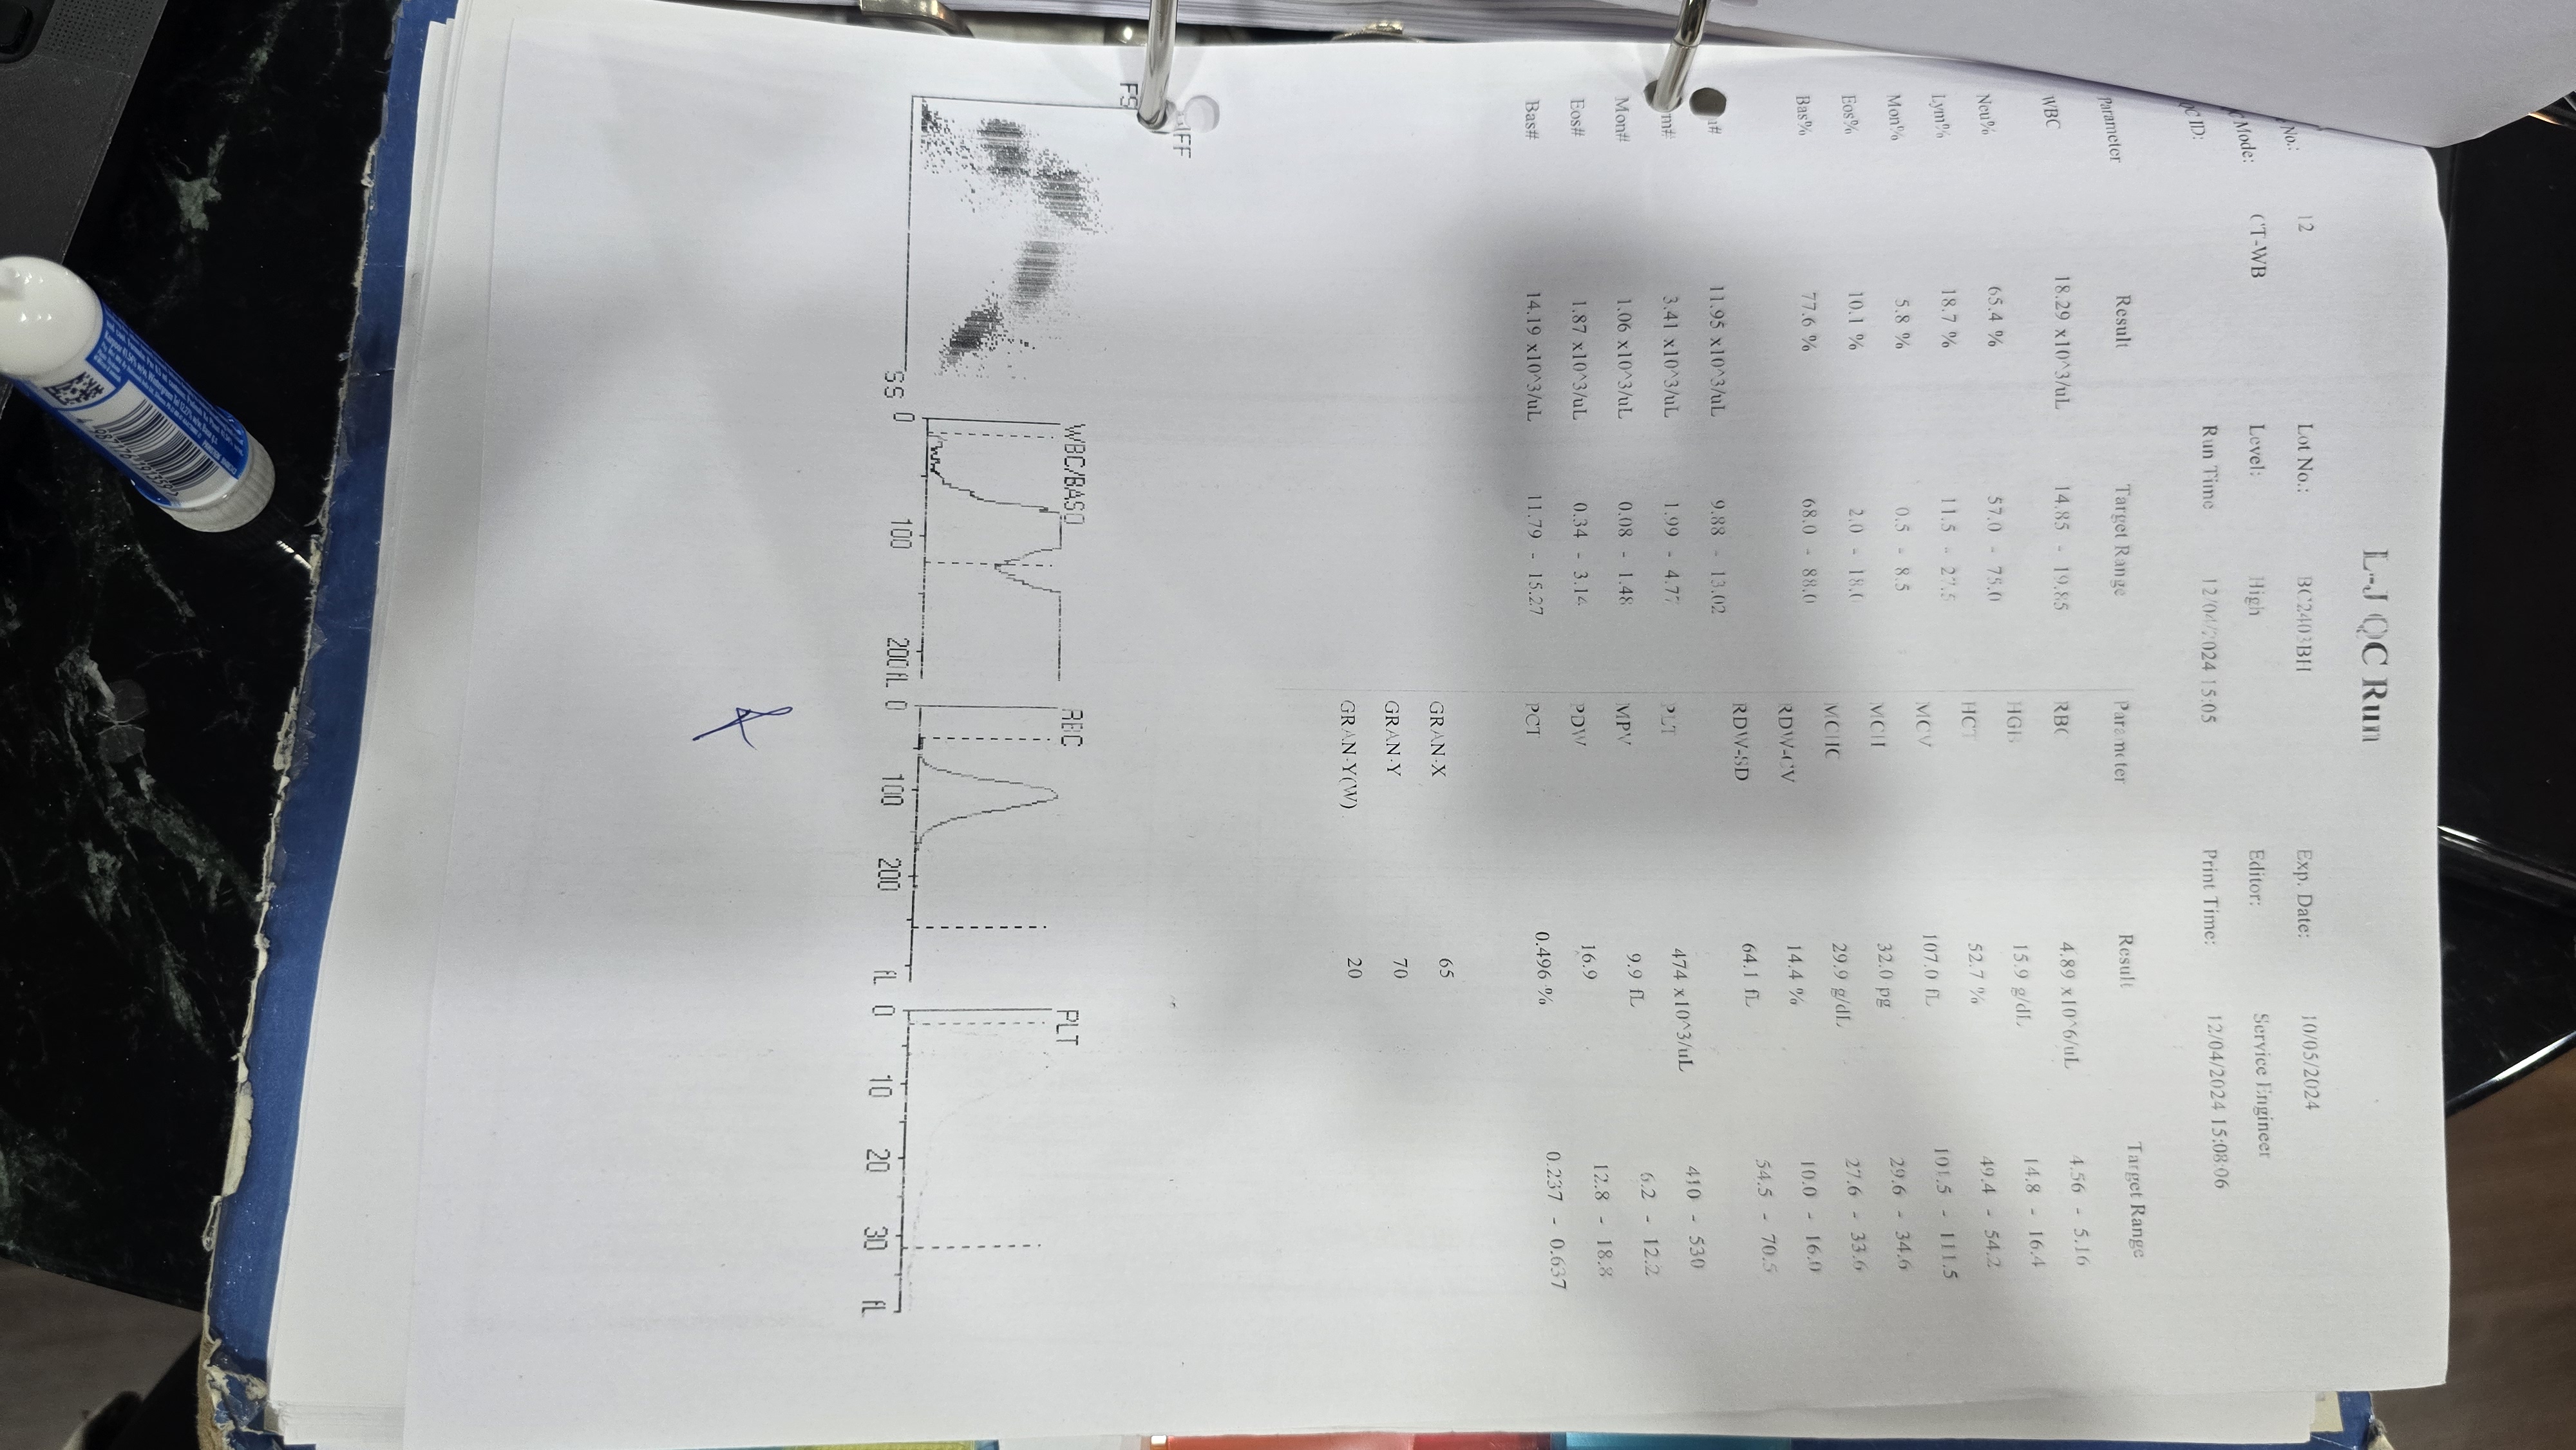 L-J QC Run
No.: 12 Lot No.: BC2403BH Exp. Date: 10/05/2024
Mode: CT-WB Level: High Editor: Service Engineer
QC ID: Run Time 12/04/2024 15:05 Print Time: 12/04/2024 15:08:06
Parameter Result Target Range Parameter Result Target Range
WBC 18.29 x10^3/uL 14.85 - 19.85 RBC 4.89 x10^6/uL 4.56 - 5.16
HGB 15.9 g/dL 14.8 - 16.4
Neu% 65.4 % 57.0 - 75.0 HCT 52.7 % 49.4 - 54.2
Lym% 18.7 % 11.5 - 27.5 MCV 107.0 fL 101.5 - 111.5
Mon% 5.8 % 0.5 - 8.5 MCH 32.0 pg 29.6 - 34.6
Eos% 10.1 % 2.0 - 18.0 MCHC 29.9 g/dL 27.6 - 33.6
Bas% 77.6 % 68.0 - 88.0 RDW-CV 14.4 % 10.0 - 16.0
RDW-SD 64.1 fL 54.5 - 70.5
# 11.95 x10^3/uL 9.88 - 13.02
m# 3.41 x10^3/uL 1.99 - 4.77 PLT 474 x10^3/uL 410 - 530
Mon# 1.06 x10^3/uL 0.08 - 1.48 MPV 9.9 fL 6.2 - 12.2
Eos# 1.87 x10^3/uL 0.34 - 3.14 PDW 16.9 12.8 - 18.8
Bas# 14.19 x10^3/uL 11.79 - 15.27 PCT 0.496 % 0.237 - 0.637
GRAN-X 65
GRAN-Y 70
GRAN-Y(W) 20
IFF
FS WBC/BASO RBC PLT
SS 0 100 200 fL 0 100 200 fL 0 10 20 30 fL